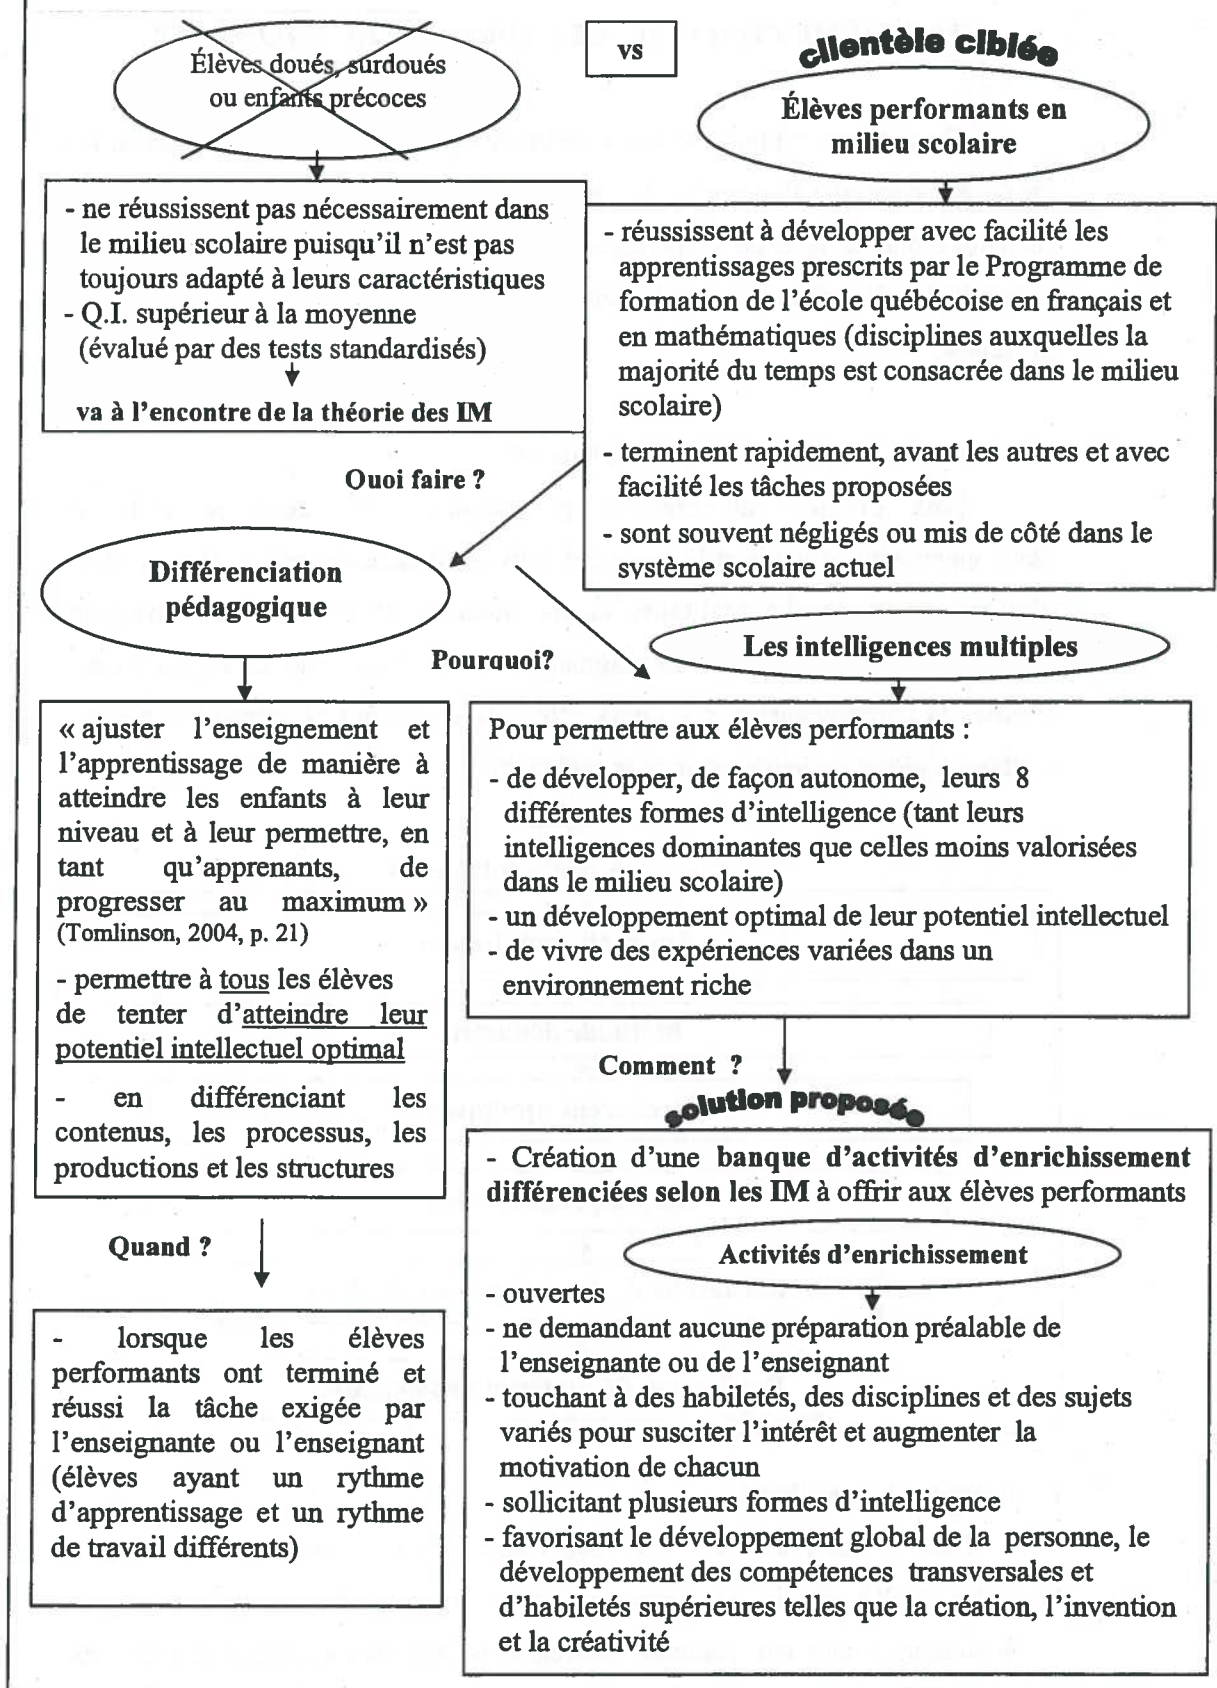 Élèves doués, surdoués
ou enfants précoces
vs
clientèle ciblée
Élèves performants en
milieu scolaire
- ne réussissent pas nécessairement dans
le milieu scolaire puisqu'il n'est pas
toujours adapté à leurs caractéristiques
- Q.I. supérieur à la moyenne
(évalué par des tests standardisés)
va à l'encontre de la théorie des IM
- réussissent à développer avec facilité les
apprentissages prescrits par le Programme de
formation de l'école québécoise en français et
en mathématiques (disciplines auxquelles la
majorité du temps est consacrée dans le milieu
scolaire)
- terminent rapidement, avant les autres et avec
facilité les tâches proposées
- sont souvent négligés ou mis de côté dans le
système scolaire actuel
Quoi faire ?
Différenciation
pédagogique
Pourquoi?
Les intelligences multiples
« ajuster l'enseignement et
l'apprentissage de manière à
atteindre les enfants à leur
niveau et à leur permettre, en
tant qu'apprenants, de
progresser au maximum »
(Tomlinson, 2004, p. 21)
- permettre à tous les élèves
de tenter d'atteindre leur
potentiel intellectuel optimal
- en différenciant les
contenus, les processus, les
productions et les structures
Pour permettre aux élèves performants :
- de développer, de façon autonome, leurs 8
différentes formes d'intelligence (tant leurs
intelligences dominantes que celles moins valorisées
dans le milieu scolaire)
- un développement optimal de leur potentiel intellectuel
- de vivre des expériences variées dans un
environnement riche
Comment ?
solution proposée
Quand ?
- lorsque les élèves
performants ont terminé et
réussi la tâche exigée par
l'enseignante ou l'enseignant
(élèves ayant un rythme
d'apprentissage et un rythme
de travail différents)
- Création d'une banque d'activités d'enrichissement
différenciées selon les IM à offrir aux élèves performants
Activités d'enrichissement
- ouvertes
- ne demandant aucune préparation préalable de
l'enseignante ou de l'enseignant
- touchant à des habiletés, des disciplines et des sujets
variés pour susciter l'intérêt et augmenter la
motivation de chacun
- sollicitant plusieurs formes d'intelligence
- favorisant le développement global de la personne, le
développement des compétences transversales et
d'habiletés supérieures telles que la création, l'invention
et la créativité